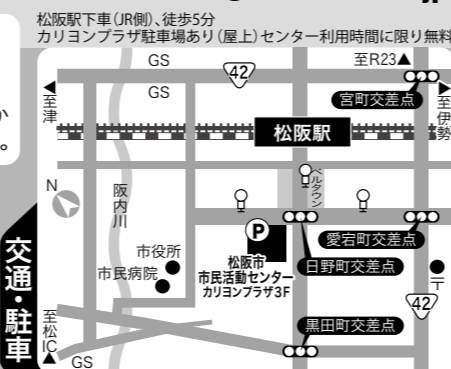 松阪駅下車(JR側)、徒歩5分
カリヨンプラザ駐車場あり(屋上)センター利用時間に限り無料
GS
42
至R23▲
GS
宮町交差点
◀至津
▶至伊勢
松阪駅
か
。
N
阪内川
ベルタウン
P
愛宕町交差点
市役所
市民病院
松阪市
市民活動センター
カリヨンプラザ3F
日野町交差点
〒
交通・駐車
42
至松IC▲
黒田町交差点
GS